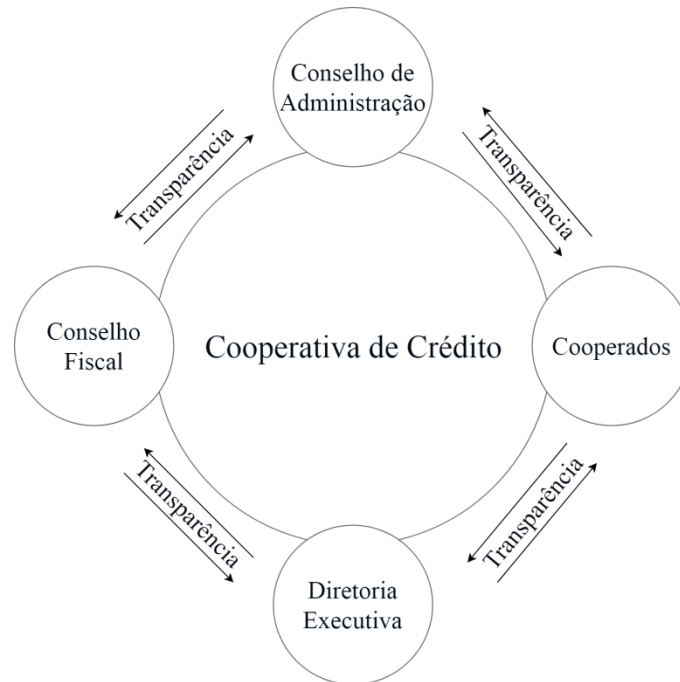 Conselho de
Administração
Transparência
Transparência
Conselho
Fiscal
Cooperativa de Crédito
Cooperados
Transparência
Transparência
Diretoria
Executiva